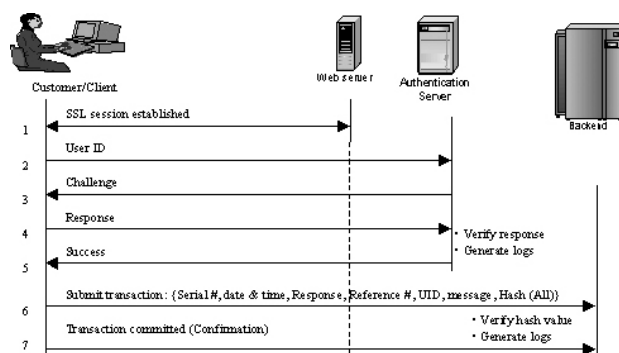 Customer/Client
Web server
Authentication
Server
Backend
SSL session established
1
User ID
2
Challenge
3
Response
4
• Verify response
• Generate logs
Success
5
Submit transaction: {Serial #, date & time, Response, Reference #, UID, message, Hash (All)}
6
• Verify hash value
• Generate logs
Transaction committed (Confirmation)
7